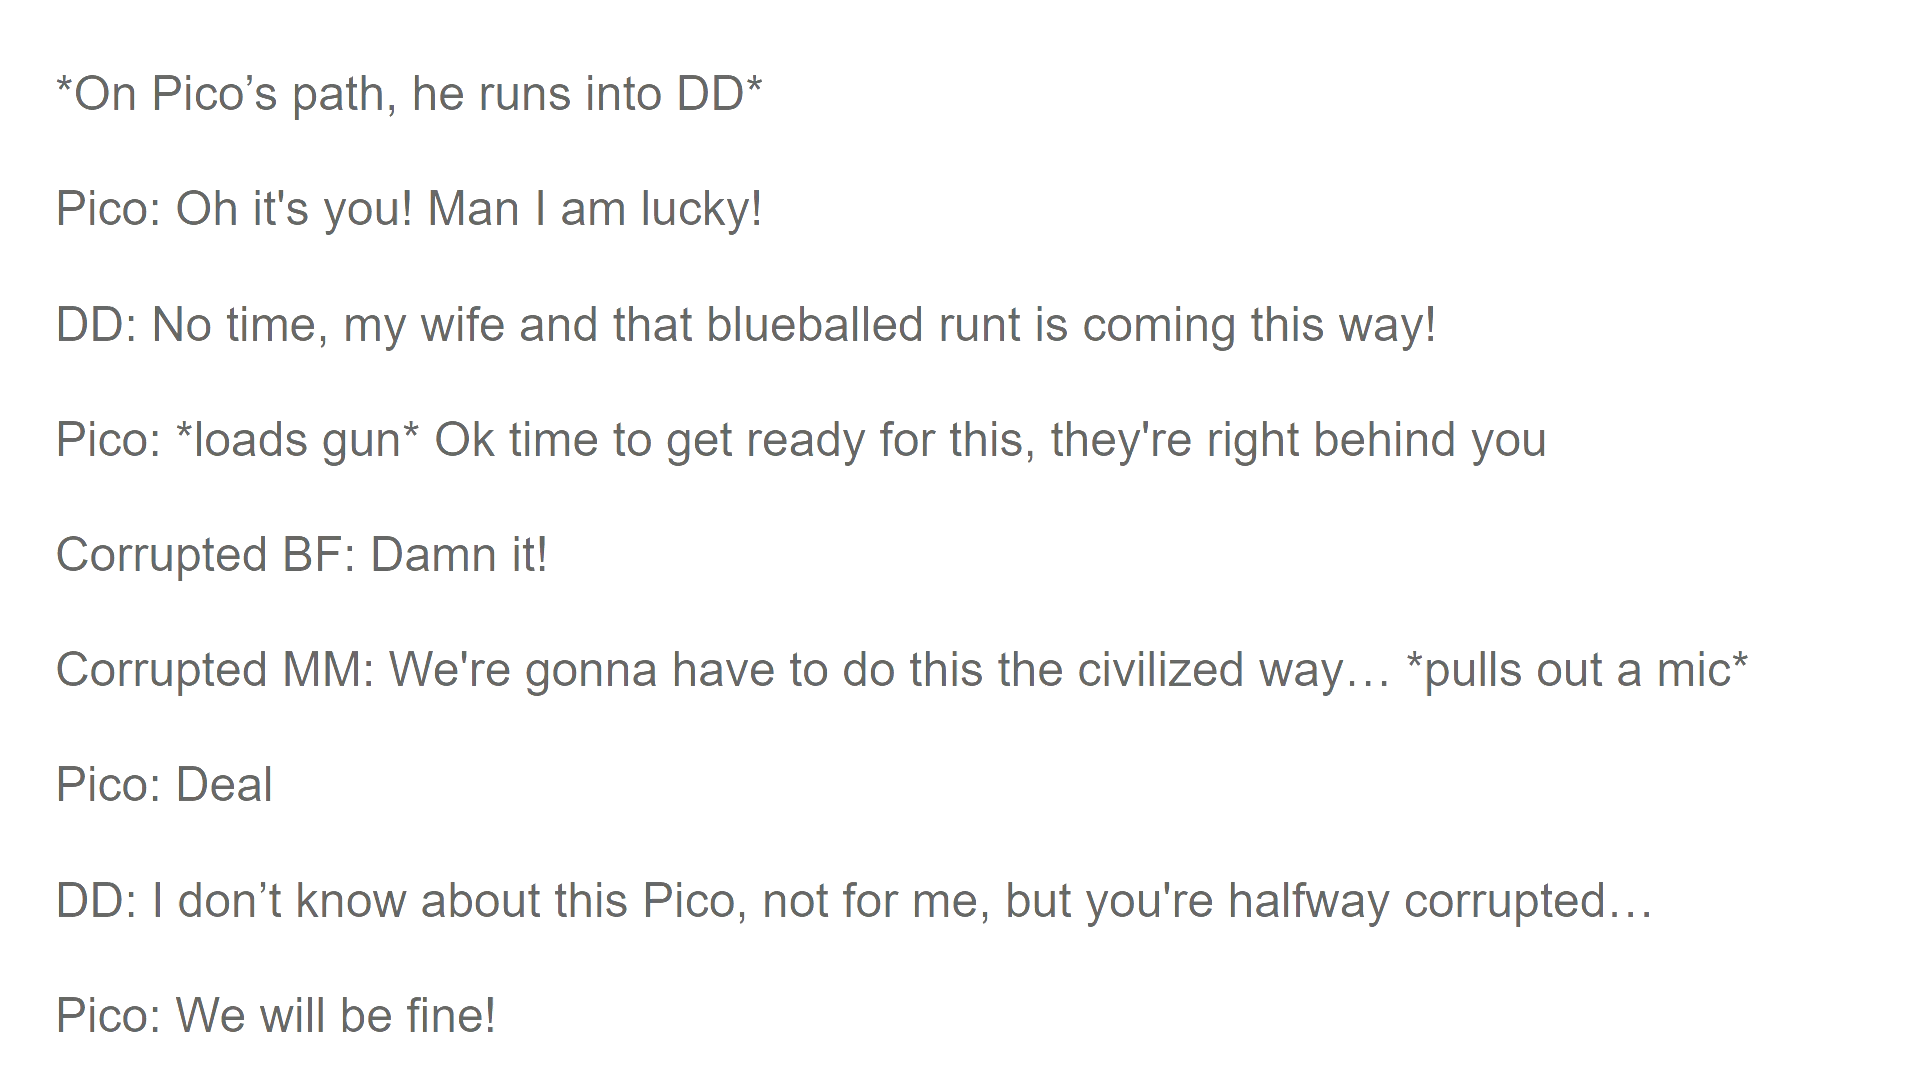 *On Pico’s path, he runs into DD*
Pico: Oh it's you! Man I am lucky!
DD: No time, my wife and that blueballed runt is coming this way!
Pico: *loads gun* Ok time to get ready for this, they're right behind you
Corrupted BF: Damn it!
Corrupted MM: We're gonna have to do this the civilized way… *pulls out a mic*
Pico: Deal
DD: I don’t know about this Pico, not for me, but you're halfway corrupted…
Pico: We will be fine!